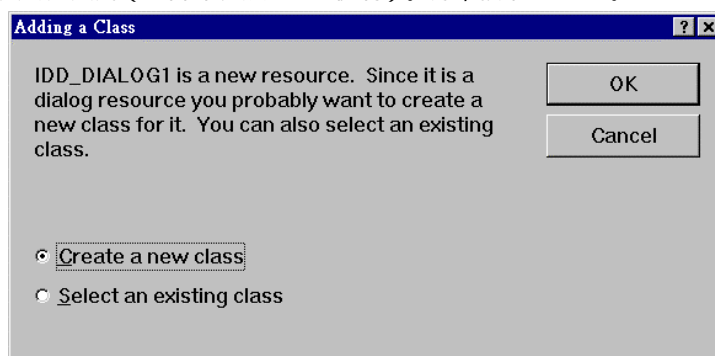 Adding a Class
IDD_DIALOG1 is a new resource. Since it is a
dialog resource you probably want to create a
new class for it. You can also select an existing
class.
OK
Cancel
Create a new class
Select an existing class